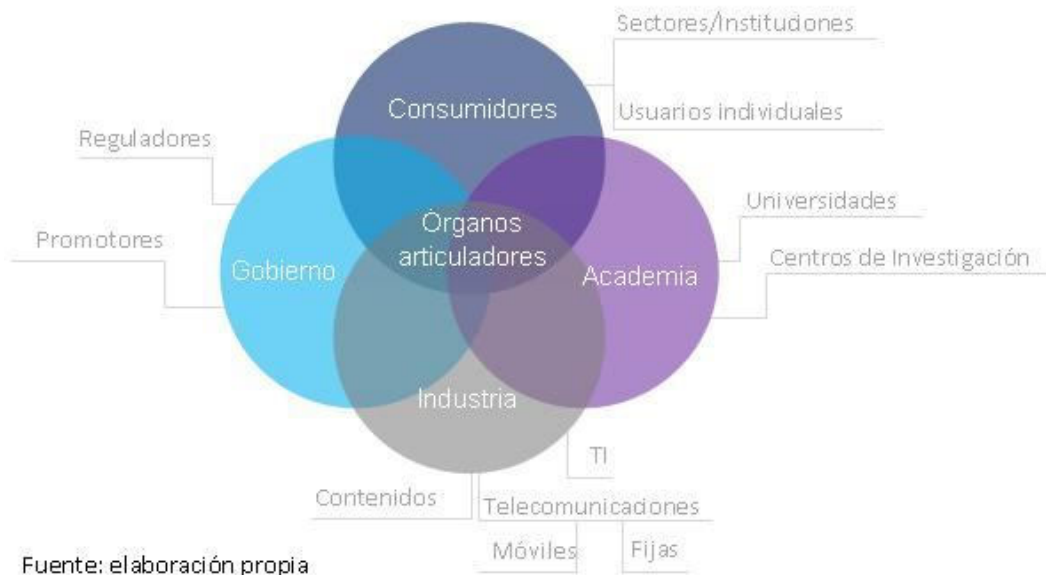 Sectores/Instituciones
Consumidores
Usuarios individuales
Reguladores
Universidades
Promotores
Órganos
articuladores
Gobierno
Academia
Centros de Investigación
Industria
TI
Contenidos
Telecomunicaciones
Móviles
Fijas
Fuente: elaboración propia